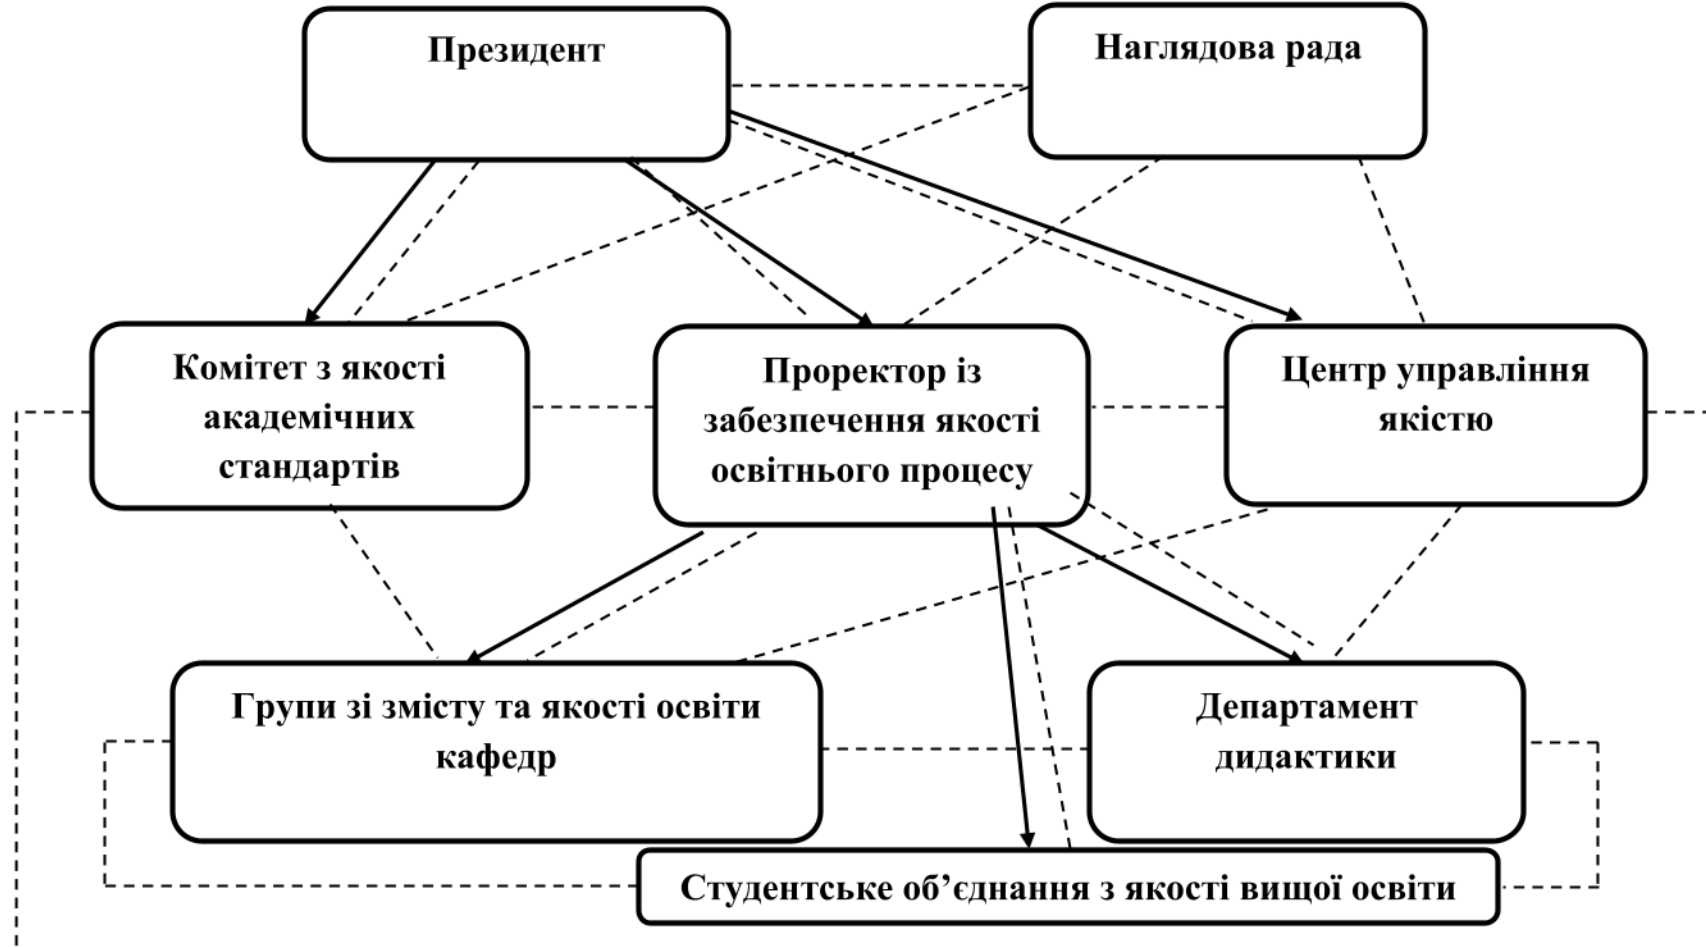 Президент
Наглядова рада
Комітет з якості
академічних
стандартів
Проректор із
забезпечення якості
освітнього процесу
Центр управління
якістю
Групи зі змісту та якості освіти
кафедр
Департамент
дидактики
Студентське об’єднання з якості вищої освіти